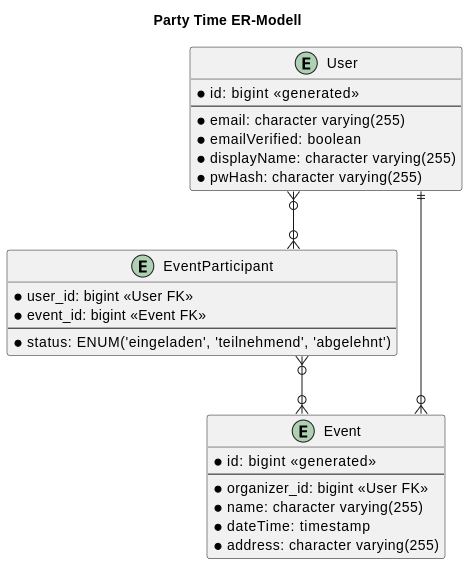 Party Time ER-Modell
E User
● id: bigint «generated»
● email: character varying(255)
● emailVerified: boolean
● displayName: character varying(255)
● pwHash: character varying(255)
E EventParticipant
● user_id: bigint «User FK»
● event_id: bigint «Event FK»
● status: ENUM('eingeladen', 'teilnehmend', 'abgelehnt')
E Event
● id: bigint «generated»
● organizer_id: bigint «User FK»
● name: character varying(255)
● dateTime: timestamp
● address: character varying(255)